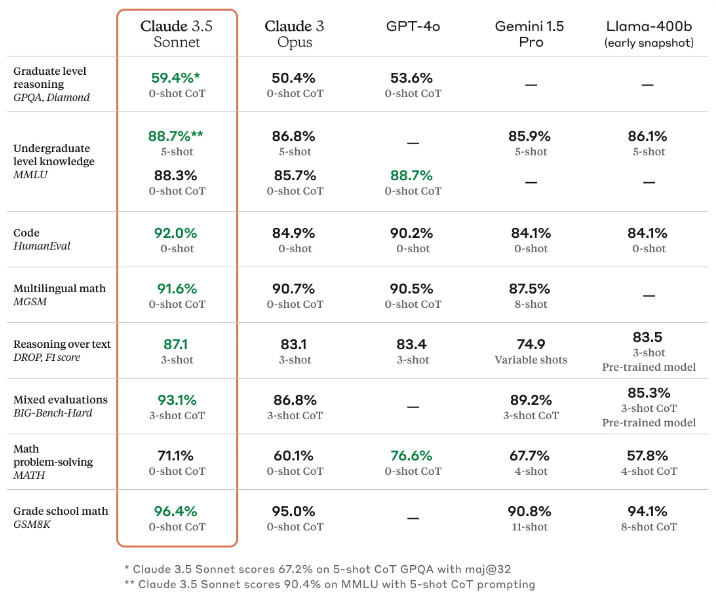 Claude 3.5 Sonnet
Claude 3 Opus
GPT-4o
Gemini 1.5 Pro
Llama-400b (early snapshot)
Graduate level reasoning
GPQA, Diamond
59.4%*
0-shot CoT
50.4%
0-shot CoT
53.6%
0-shot CoT
—
—
Undergraduate level knowledge
MMLU
88.7%**
5-shot
86.8%
5-shot
—
85.9%
5-shot
86.1%
5-shot
88.3%
0-shot CoT
85.7%
0-shot CoT
88.7%
0-shot CoT
—
—
Code
HumanEval
92.0%
0-shot
84.9%
0-shot
90.2%
0-shot
84.1%
0-shot
84.1%
0-shot
Multilingual math
MGSM
91.6%
0-shot CoT
90.7%
0-shot CoT
90.5%
0-shot CoT
87.5%
8-shot
—
Reasoning over text
DROP, F1 score
87.1
3-shot
83.1
3-shot
83.4
3-shot
74.9
Variable shots
83.5
3-shot
Pre-trained model
Mixed evaluations
BIG-Bench-Hard
93.1%
3-shot CoT
86.8%
3-shot CoT
—
89.2%
3-shot CoT
85.3%
3-shot CoT
Pre-trained model
Math problem-solving
MATH
71.1%
0-shot CoT
60.1%
0-shot CoT
76.6%
0-shot CoT
67.7%
4-shot
57.8%
4-shot CoT
Grade school math
GSM8K
96.4%
0-shot CoT
95.0%
0-shot CoT
—
90.8%
11-shot
94.1%
8-shot CoT
* Claude 3.5 Sonnet scores 67.2% on 5-shot CoT GPQA with maj@32
** Claude 3.5 Sonnet scores 90.4% on MMLU with 5-shot CoT prompting